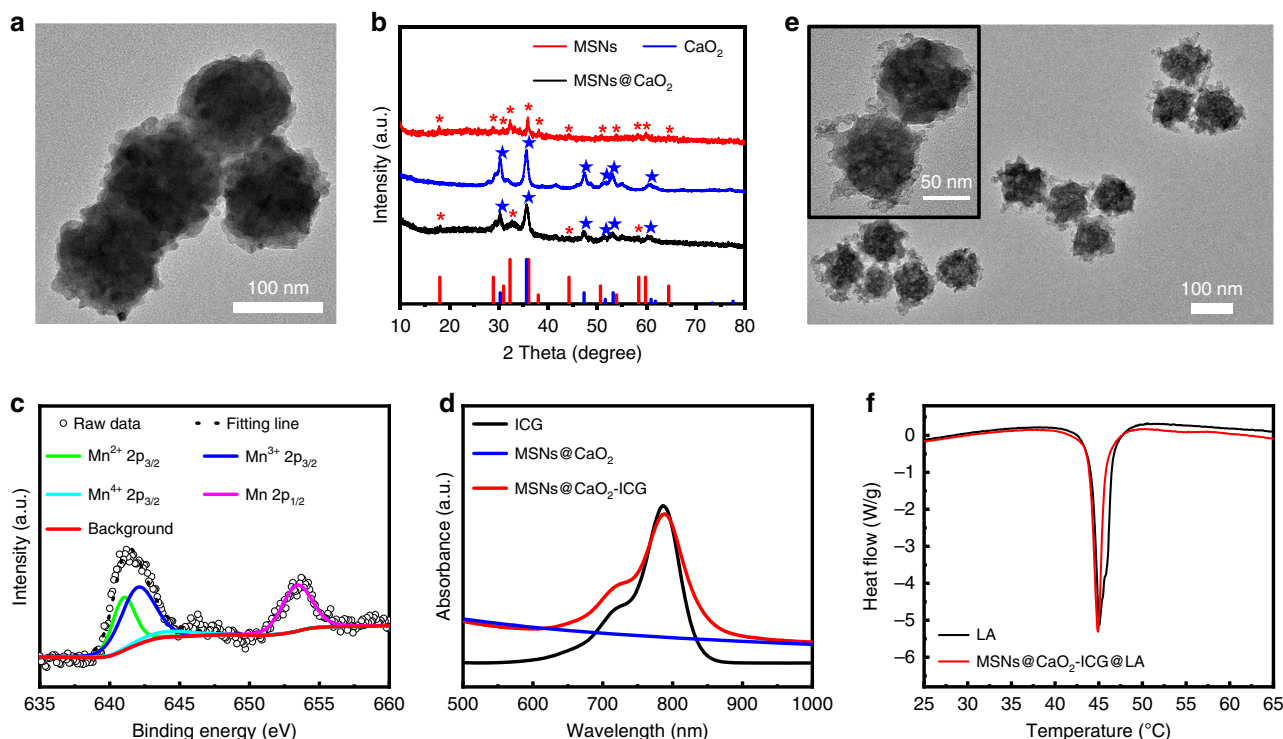 a
100 nm
b
MSNs
CaO₂
MSNs@CaO₂
Intensity (a.u.)
10 20 30 40 50 60 70 80
2 Theta (degree)
e
50 nm
100 nm
c
Raw data
Fitting line
Mn²⁺ 2p₃/₂
Mn³⁺ 2p₃/₂
Mn⁴⁺ 2p₃/₂
Mn 2p₁/₂
Background
Intensity (a.u.)
635 640 645 650 655 660
Binding energy (eV)
d
ICG
MSNs@CaO₂
MSNs@CaO₂-ICG
Absorbance (a.u.)
500 600 700 800 900 1000
Wavelength (nm)
f
0
−1
−2
−3
−4
−5
−6
Heat flow (W/g)
LA
MSNs@CaO₂-ICG@LA
25 30 35 40 45 50 55 60 65
Temperature (°C)